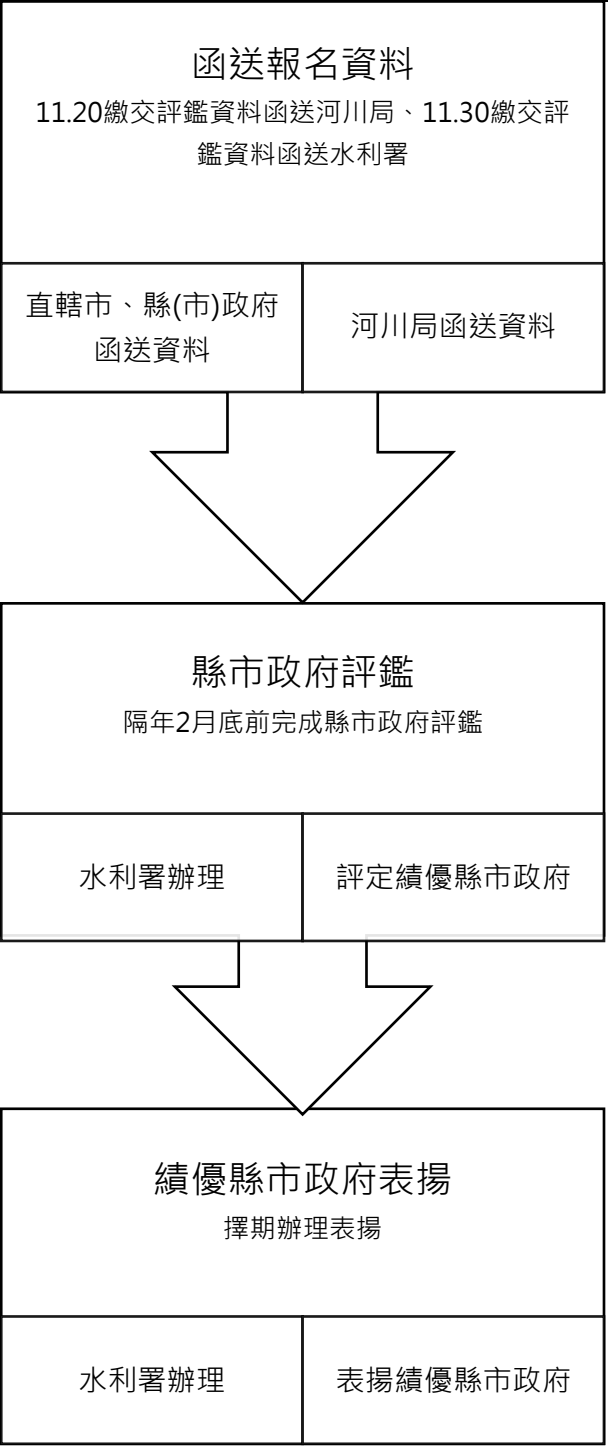 函送報名資料
11.20繳交評鑑資料函送河川局、11.30繳交評
鑑資料函送水利署
直轄市、縣(市)政府
函送資料
河川局函送資料
縣市政府評鑑
隔年2月底前完成縣市政府評鑑
水利署辦理
評定績優縣市政府
績優縣市政府表揚
擇期辦理表揚
水利署辦理
表揚績優縣市政府